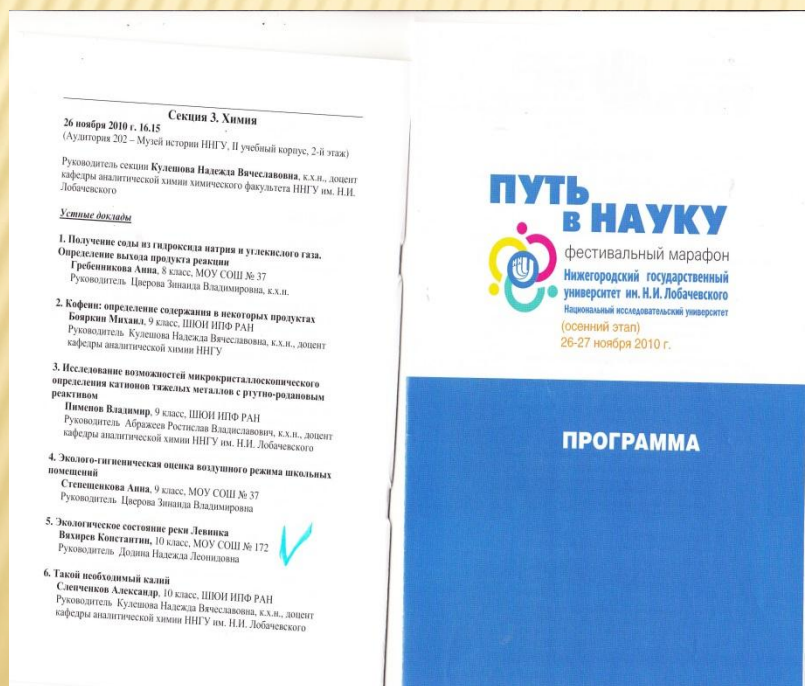 Секция 3. Химия
26 ноября 2010 г. 16.15
(Аудитория 202 – Музей истории ННГУ, II учебный корпус, 2-й этаж)
Руководитель секции Кулешова Надежда Вячеславовна, к.х.н., доцент
кафедры аналитической химии химического факультета ННГУ им. Н.И.
Лобачевского
Устные доклады
1. Получение соды из гидроксида натрия и углекислого газа.
Определение выхода продукта реакции
Гребенникова Анна, 8 класс, МОУ СОШ № 37
Руководитель Цверова Зинаида Владимировна, к.х.н.
2. Кофеин: определение содержания в некоторых продуктах
Бояркин Михаил, 9 класс, ШЮИ ИПФ РАН
Руководитель Кулешова Надежда Вячеславовна, к.х.н., доцент
кафедры аналитической химии ННГУ
3. Исследование возможностей микрокристаллоскопического
определения катионов тяжелых металлов с ртутно-родановым
реактивом
Пименов Владимир, 9 класс, ШЮИ ИПФ РАН
Руководитель Абражеев Ростислав Владиславович, к.х.н., доцент
кафедры аналитической химии ННГУ им. Н.И. Лобачевского
4. Эколого-гигиеническая оценка воздушного режима школьных
помещений
Степещенкова Анна, 9 класс, МОУ СОШ № 37
Руководитель Цверова Зинаида Владимировна
5. Экологическое состояние реки Левинка
Вяхирев Константин, 10 класс, МОУ СОШ № 172
Руководитель Додина Надежда Леонидовна
6. Такой необходимый калий
Слепченков Александр, 10 класс, ШЮИ ИПФ РАН
Руководитель Кулешова Надежда Вячеславовна, к.х.н., доцент
кафедры аналитической химии ННГУ им. Н.И. Лобачевского
ПУТЬ
В НАУКУ
фестивальный марафон
Нижегородский государственный
университет им. Н.И. Лобачевского
Национальный исследовательский университет
(осенний этап)
26-27 ноября 2010 г.
ПРОГРАММА